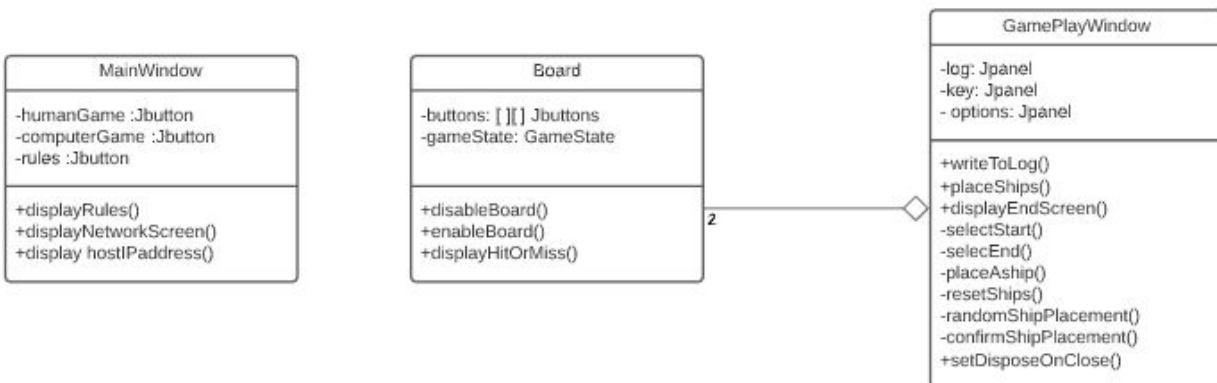 MainWindow
-humanGame :Jbutton
-computerGame :Jbutton
-rules :Jbutton
+displayRules()
+displayNetworkScreen()
+display hostIPaddress()
Board
-buttons: [ ][ ] Jbuttons
-gameState: GameState
+disableBoard()
+enableBoard()
+displayHitOrMiss()
2
GamePlayWindow
-log: Jpanel
-key: Jpanel
- options: Jpanel
+writeToLog()
+placeShips()
+displayEndScreen()
-selectStart()
-selecEnd()
-placeAship()
-resetShips()
-randomShipPlacement()
-confirmShipPlacement()
+setDisposeOnClose()